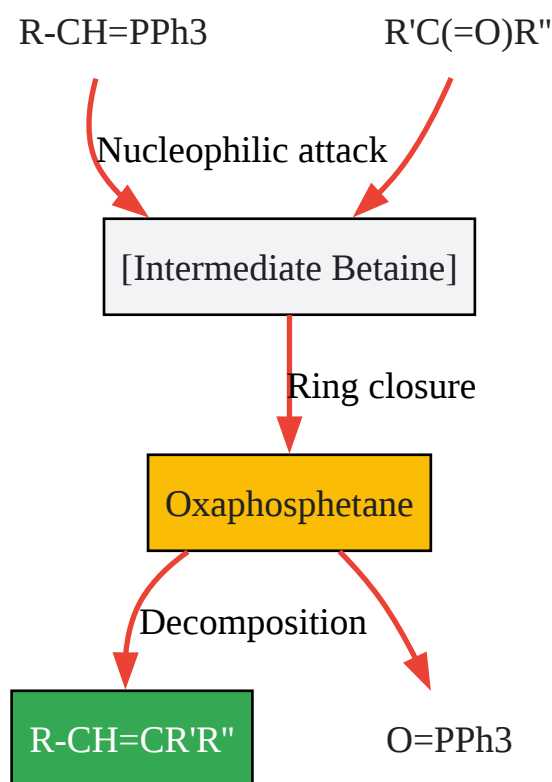 R-CH=PPh3
R'C(=O)R"
Nucleophilic attack
[Intermediate Betaine]
Ring closure
Oxaphosphetane
Decomposition
R-CH=CR'R"
O=PPh3